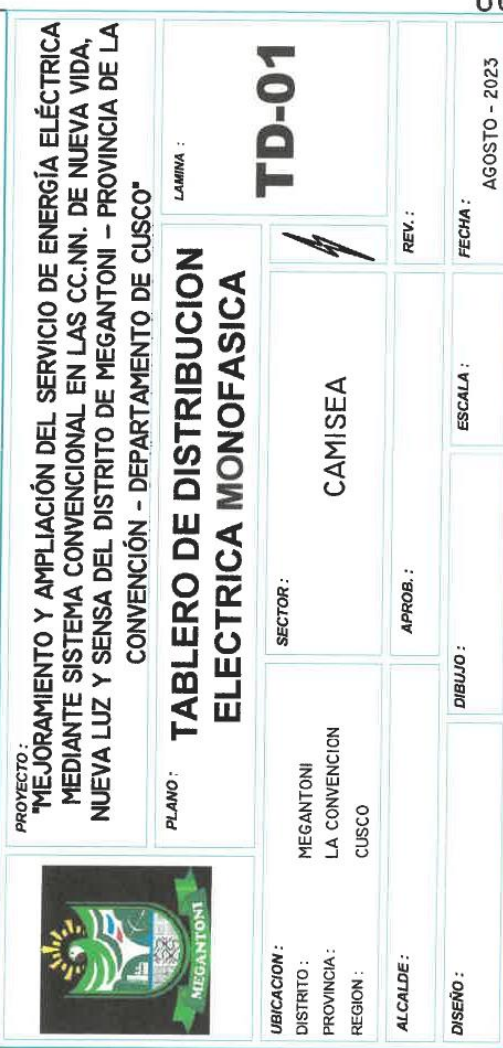 PROYECTO :
"MEJORAMIENTO Y AMPLIACIÓN DEL SERVICIO DE ENERGÍA ELÉCTRICA
MEDIANTE SISTEMA CONVENCIONAL EN LAS CC.NN. DE NUEVA VIDA,
NUEVA LUZ Y SENSA DEL DISTRITO DE MEGANTONI – PROVINCIA DE LA
CONVENCIÓN - DEPARTAMENTO DE CUSCO"
MEGANTONI
PLANO :
TABLERO DE DISTRIBUCION
ELECTRICA MONOFASICA
LAMINA :
TD-01
UBICACION :
DISTRITO : MEGANTONI
PROVINCIA : LA CONVENCION
REGION : CUSCO
SECTOR :
CAMISEA
ALCALDE :
APROB. :
REV. :
DISEÑO :
DIBUJO :
ESCALA :
FECHA :
AGOSTO - 2023